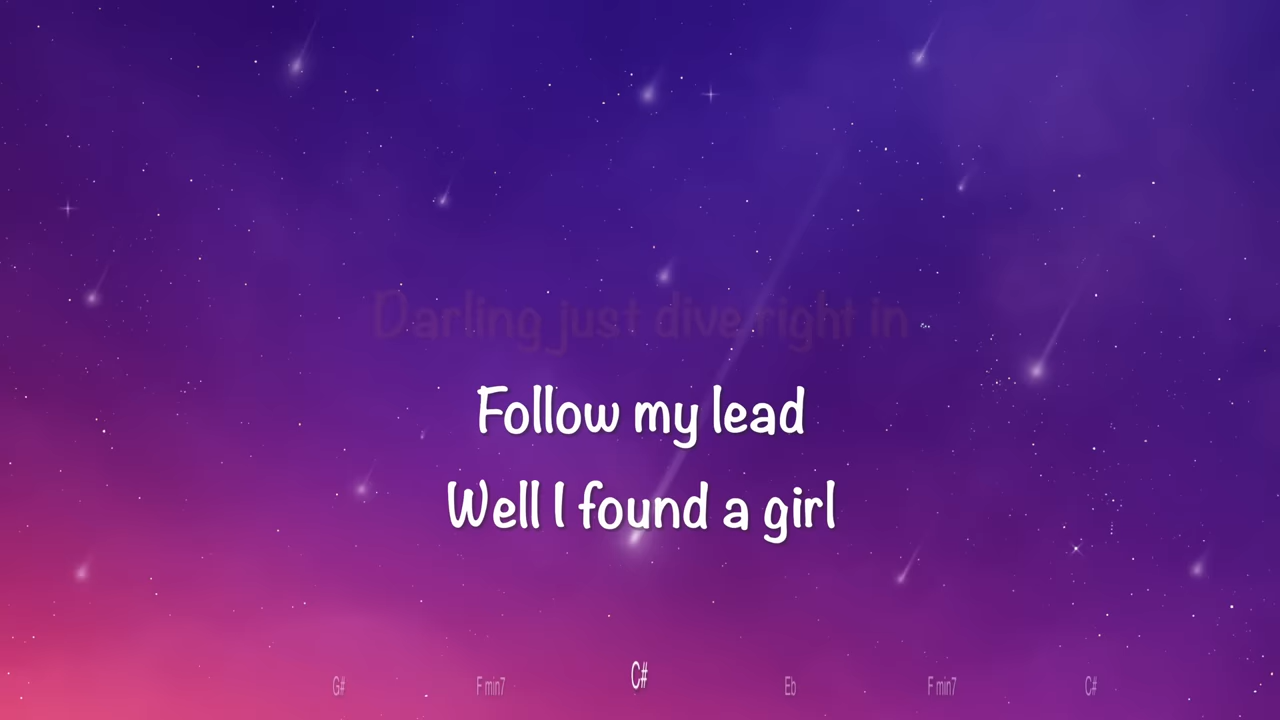 Darling just dive right in
Follow my lead
Well I found a girl
G# F min7 C# Eb F min7 C#